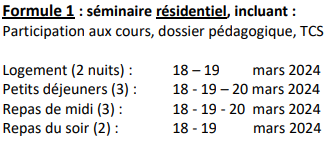 Formule 1 : séminaire résidentiel, incluant :
Participation aux cours, dossier pédagogique, TCS
Logement (2 nuits) : 18 – 19 mars 2024
Petits déjeuners (3) : 18 - 19 – 20 mars 2024
Repas de midi (3) : 18 - 19 - 20 mars 2024
Repas du soir (2) : 18 - 19 mars 2024